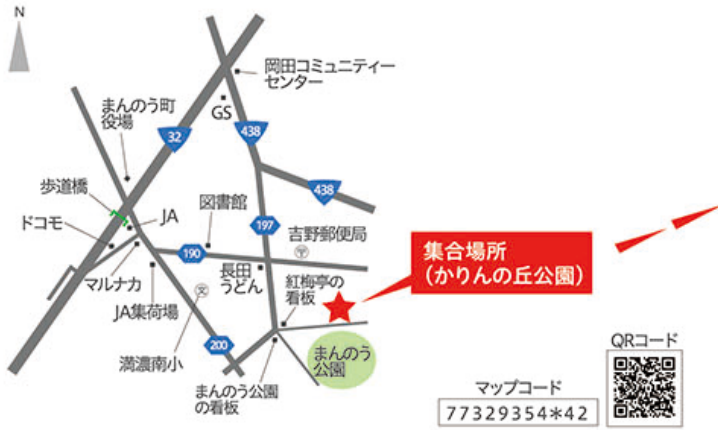 N
岡田コミュニティー
センター
GS
まんのう町
役場
32
438
438
歩道橋
JA
図書館
197
吉野郵便局
ドコモ
190
マルナカ
長田
うどん
紅梅亭の
看板
JA集荷場
文
満濃南小
200
まんのう
公園
まんのう公園
の看板
集合場所
(かりんの丘公園)
QRコード
マップコード
77329354*42